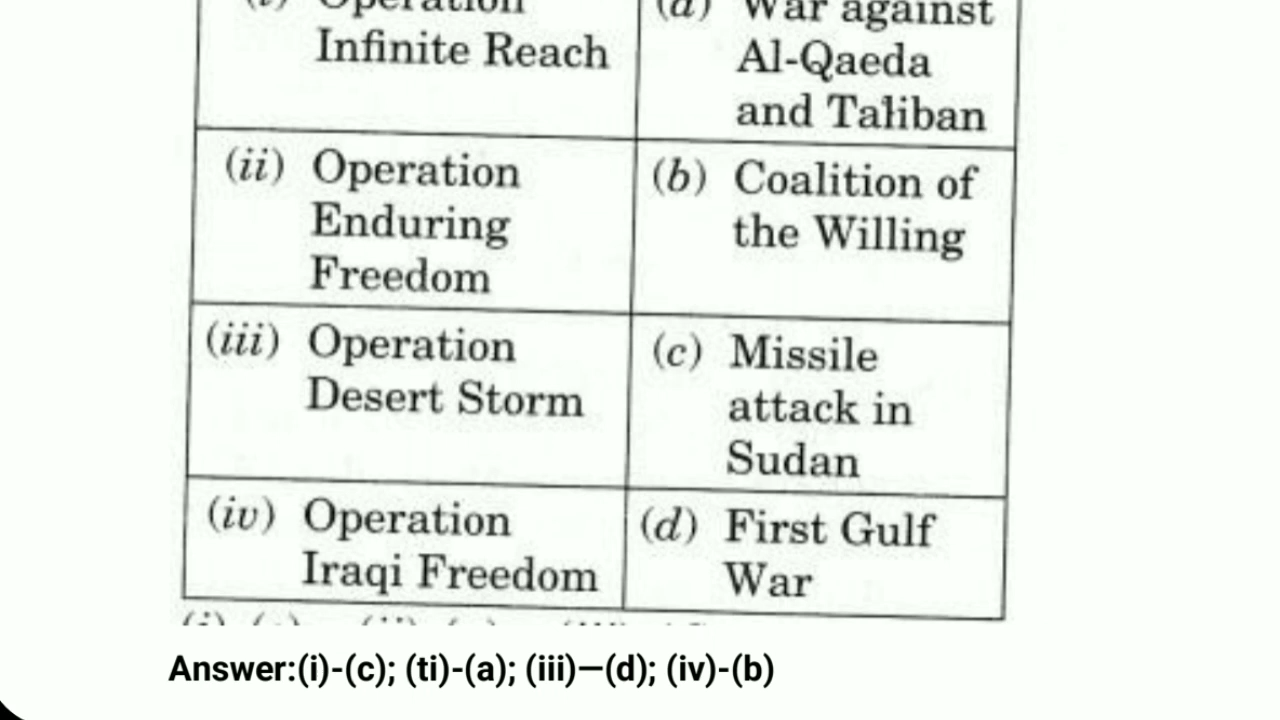 (i) Operation
Infinite Reach
(a) War against
Al-Qaeda
and Taliban
(ii) Operation
Enduring
Freedom
(b) Coalition of
the Willing
(iii) Operation
Desert Storm
(c) Missile
attack in
Sudan
(iv) Operation
Iraqi Freedom
(d) First Gulf
War
Answer:(i)-(c); (ti)-(a); (iii)—(d); (iv)-(b)